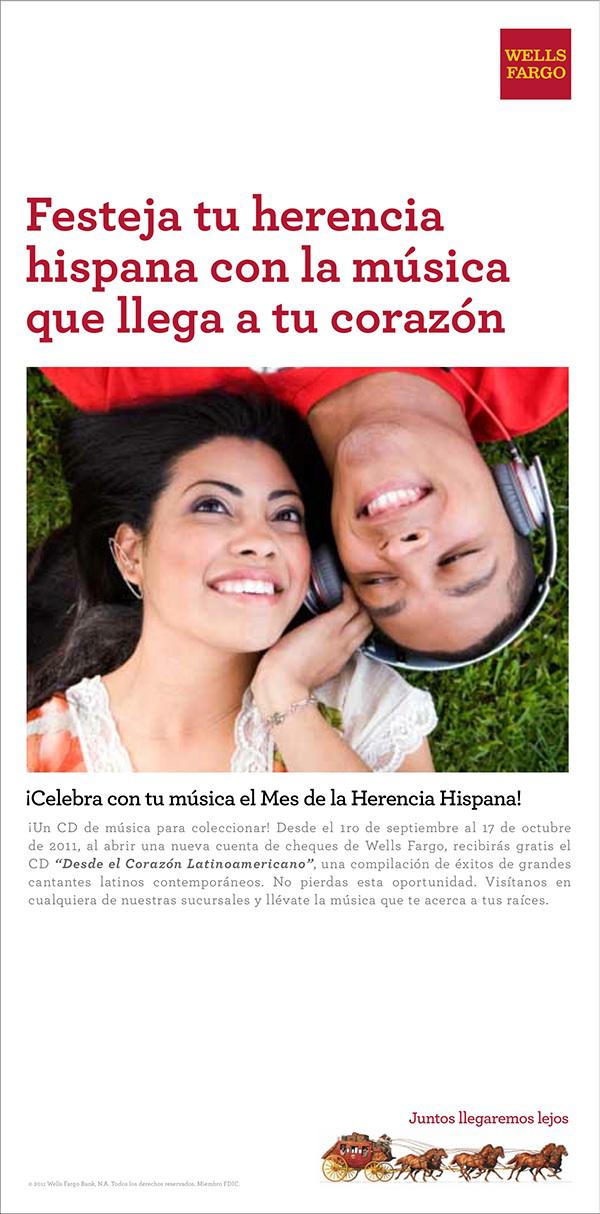 WELLS
FARGO
Festeja tu herencia
hispana con la música
que llega a tu corazón
¡Celebra con tu música el Mes de la Herencia Hispana!
¡Un CD de música para coleccionar! Desde el 1ro de septiembre al 17 de octubre
de 2011, al abrir una nueva cuenta de cheques de Wells Fargo, recibirás gratis el
CD “Desde el Corazón Latinoamericano”, una compilación de éxitos de grandes
cantantes latinos contemporáneos. No pierdas esta oportunidad. Visítanos en
cualquiera de nuestras sucursales y llévate la música que te acerca a tus raíces.
Juntos llegaremos lejos
© 2011 Wells Fargo Bank, N.A. Todos los derechos reservados. Miembro FDIC.